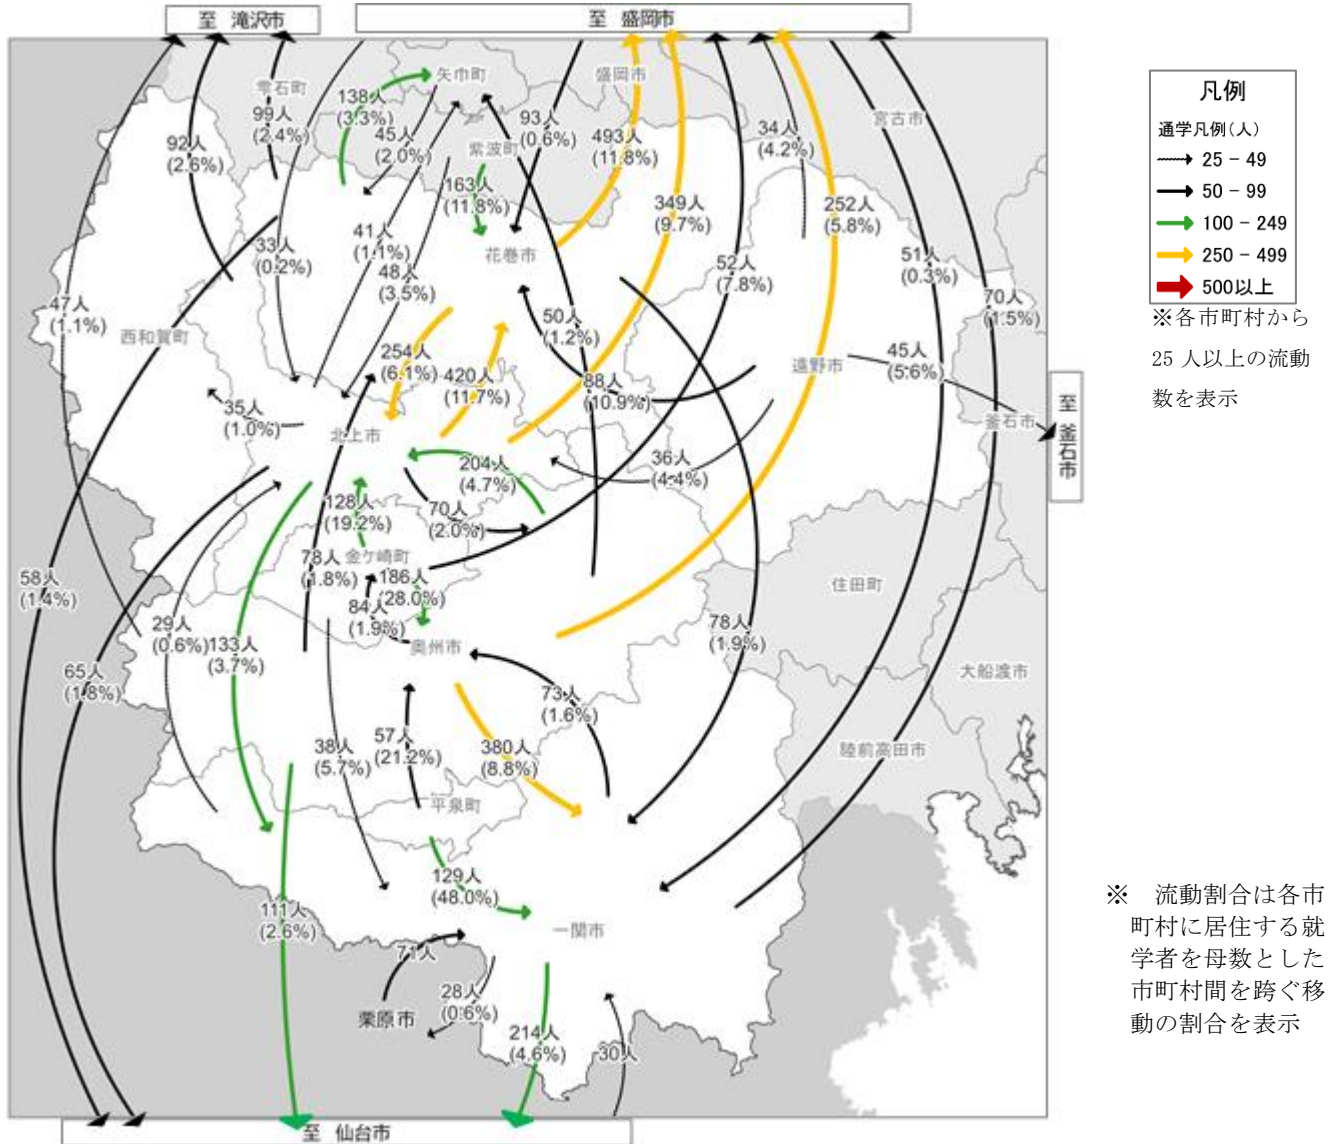 至 滝沢市
至 盛岡市
矢巾町
盛岡市
雫石町
宮古市
紫波町
138人
(3.3%)
99人
(2.4%)
92人
(2.6%)
45人
(2.0%)
93人
(0.6%)
493人
(11.8%)
34人
(4.2%)
163人
(11.8%)
349人
(9.7%)
252人
(5.8%)
33人
(0.2%)
41人
(1.1%)
花巻市
48人
(3.5%)
52人
(7.8%)
51人
(0.3%)
47人
(1.1%)
70人
(1.5%)
西和賀町
50人
(1.2%)
254人
(6.1%)
420人
(11.7%)
88人
(10.9%)
遠野市
45人
(5.6%)
釜石市
至 釜石市
35人
(1.0%)
北上市
204人
(4.7%)
36人
(4.4%)
128人
(19.2%)
70人
(2.0%)
金ケ崎町
78人
(1.8%)
186人
(28.0%)
58人
(1.4%)
84人
(1.9%)
住田町
29人
(0.6%)
133人
(3.7%)
奥州市
78人
(1.9%)
65人
(1.8%)
大船渡市
73人
(1.6%)
38人
(5.7%)
57人
(21.2%)
380人
(8.8%)
陸前高田市
平泉町
129人
(48.0%)
111人
(2.6%)
一関市
71人
栗原市
28人
(0.6%)
214人
(4.6%)
30人
至 仙台市
凡例
通学凡例(人)
25 - 49
50 - 99
100 - 249
250 - 499
500以上
※各市町村から
25 人以上の流動
数を表示
※ 流動割合は各市
町村に居住する就
学者を母数とした
市町村間を跨ぐ移
動の割合を表示